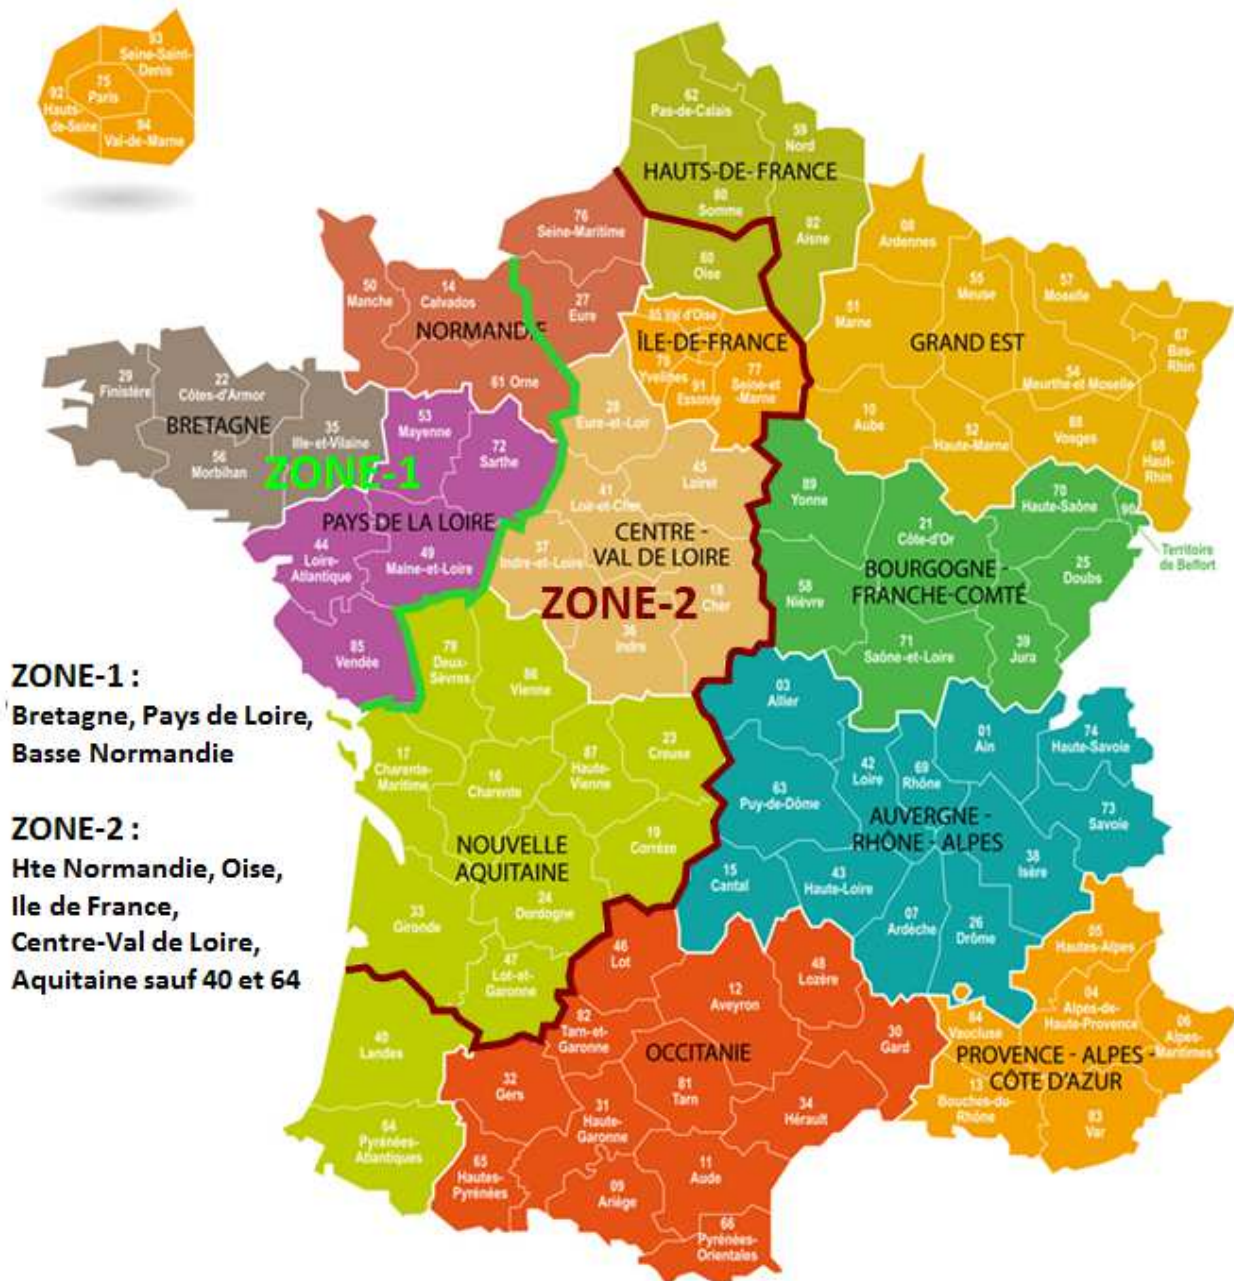 93
Seine-Saint-
Denis
75
Paris
92
Hauts-
de-Seine
94
Val-de-Marne
62
Pas-de-Calais
59
Nord
HAUTS-DE-FRANCE
80
Somme
02
Aisne
60
Oise
76
Seine-Maritime
27
Eure
50
Manche
14
Calvados
NORMANDIE
61 Orne
95 Val d'Oise
ÎLE-DE-FRANCE
78
Yvelines
91
Essonne
77
Seine-et
-Marne
08
Ardennes
51
Marne
55
Meuse
57
Moselle
67
Bas-
Rhin
GRAND EST
54
Meurthe et Moselle
10
Aube
52
Haute-Marne
88
Vosges
68
Haut-
Rhin
29
Finistère
22
Côtes-d'Armor
BRETAGNE
35
Ille-et-Vilaine
56
Morbihan
ZONE-1
53
Mayenne
72
Sarthe
PAYS DE LA LOIRE
44
Loire-
Atlantique
49
Maine-et-Loire
85
Vendée
28
Eure-et-Loir
45
Loiret
41
Loir-et-Cher
37
Indre-et-Loire
CENTRE -
VAL DE LOIRE
18
Cher
ZONE-2
36
Indre
89
Yonne
21
Côte-d'Or
70
Haute-Saône
90
Territoire
de Belfort
25
Doubs
BOURGOGNE -
FRANCHE-COMTÉ
58
Nièvre
71
Saône-et-Loire
39
Jura
79
Deux-
Sèvres
86
Vienne
17
Charente-
Maritime
16
Charente
87
Haute-
Vienne
23
Creuse
19
Corrèze
NOUVELLE
AQUITAINE
24
Dordogne
33
Gironde
47
Lot-et-
Garonne
40
Landes
64
Pyrénées-
Atlantiques
03
Allier
01
Ain
74
Haute-Savoie
42
Loire
69
Rhône
63
Puy-de-Dôme
73
Savoie
AUVERGNE -
RHÔNE - ALPES
38
Isère
15
Cantal
43
Haute-Loire
07
Ardèche
26
Drôme
46
Lot
12
Aveyron
48
Lozère
82
Tarn-et-
Garonne
OCCITANIE
30
Gard
32
Gers
81
Tarn
31
Haute-
Garonne
34
Hérault
65
Hautes-
Pyrénées
09
Ariège
11
Aude
66
Pyrénées-
Orientales
05
Hautes-Alpes
04
Alpes-de-
Haute-Provence
06
Alpes-
Maritimes
84
Vaucluse
PROVENCE - ALPES -
CÔTE D'AZUR
13
Bouches-du-
Rhône
83
Var
ZONE-1 :
Bretagne, Pays de Loire,
Basse Normandie
ZONE-2 :
Hte Normandie, Oise,
Ile de France,
Centre-Val de Loire,
Aquitaine sauf 40 et 64